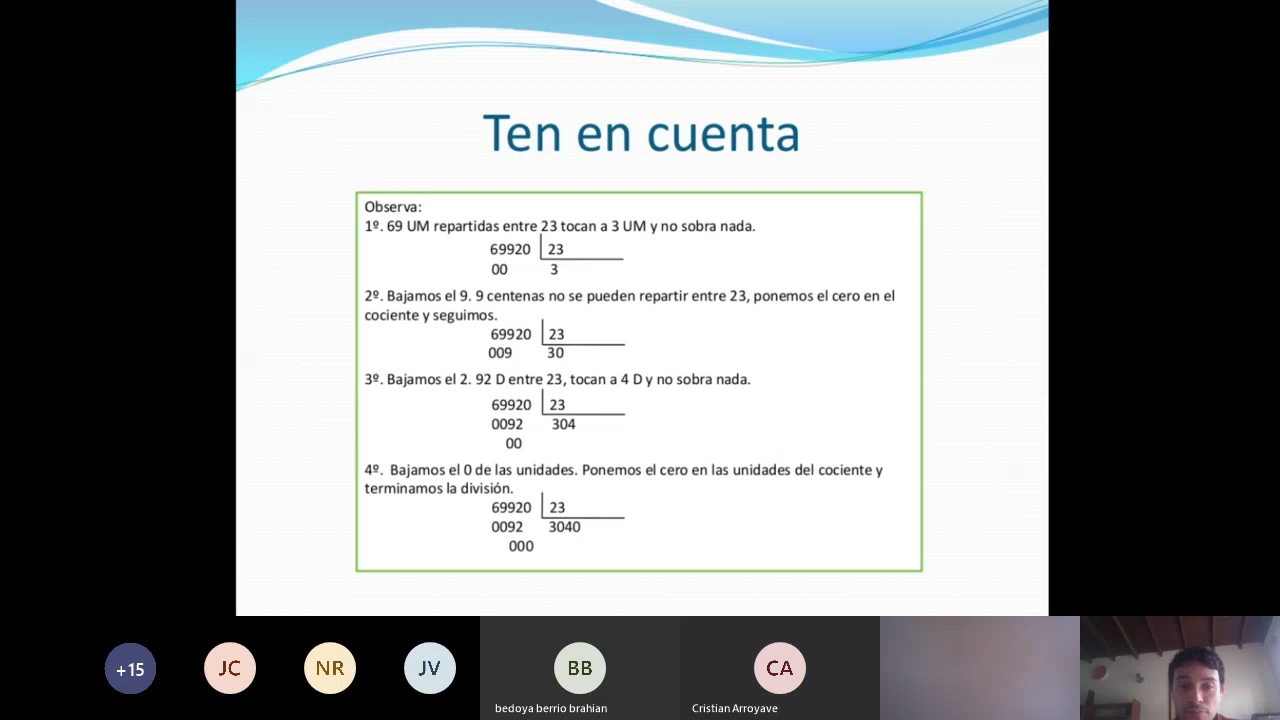 Ten en cuenta
Observa:
1º. 69 UM repartidas entre 23 tocan a 3 UM y no sobra nada.
69920 23
00 3
2º. Bajamos el 9. 9 centenas no se pueden repartir entre 23, ponemos el cero en el
cociente y seguimos.
69920 23
009 30
3º. Bajamos el 2. 92 D entre 23, tocan a 4 D y no sobra nada.
69920 23
0092 304
00
4º. Bajamos el 0 de las unidades. Ponemos el cero en las unidades del cociente y
terminamos la división.
69920 23
0092 3040
000
+15 JC NR JV BB CA
bedoya berrio brahian Cristian Arroyave